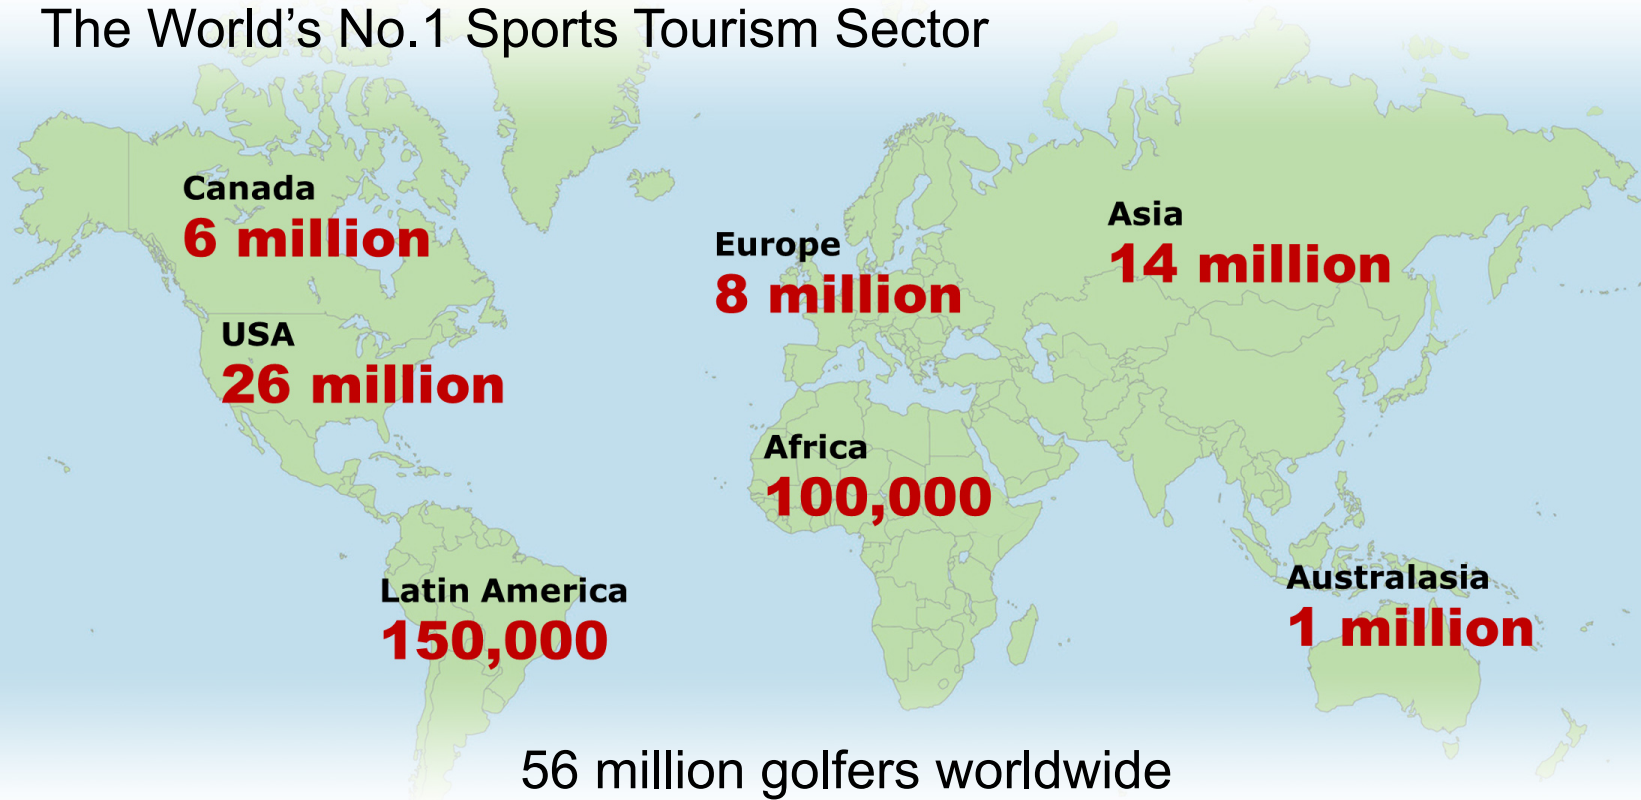 The World’s No.1 Sports Tourism Sector
Canada
6 million
USA
26 million
Europe
8 million
Asia
14 million
Africa
100,000
Latin America
150,000
Australasia
1 million
56 million golfers worldwide